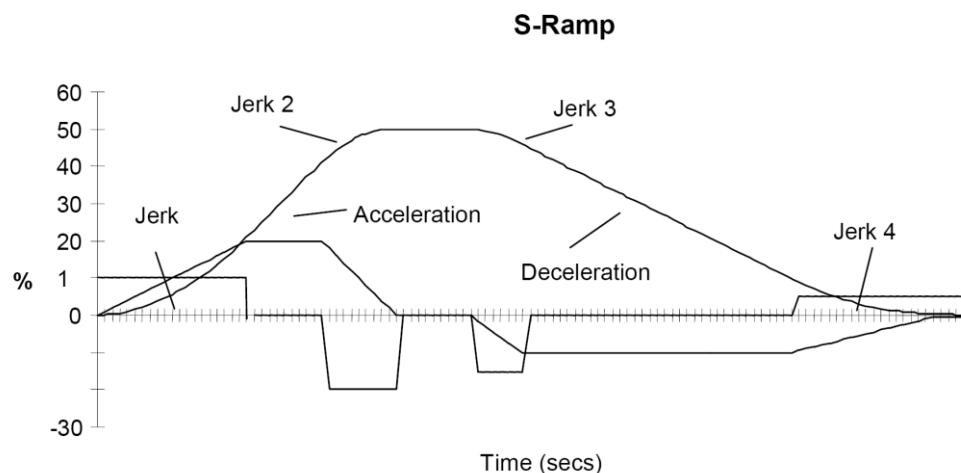 S-Ramp
60
Jerk 2
Jerk 3
50
40
30
Jerk
Acceleration
20
Jerk 4
Deceleration
%
1
0
-30
Time (secs)